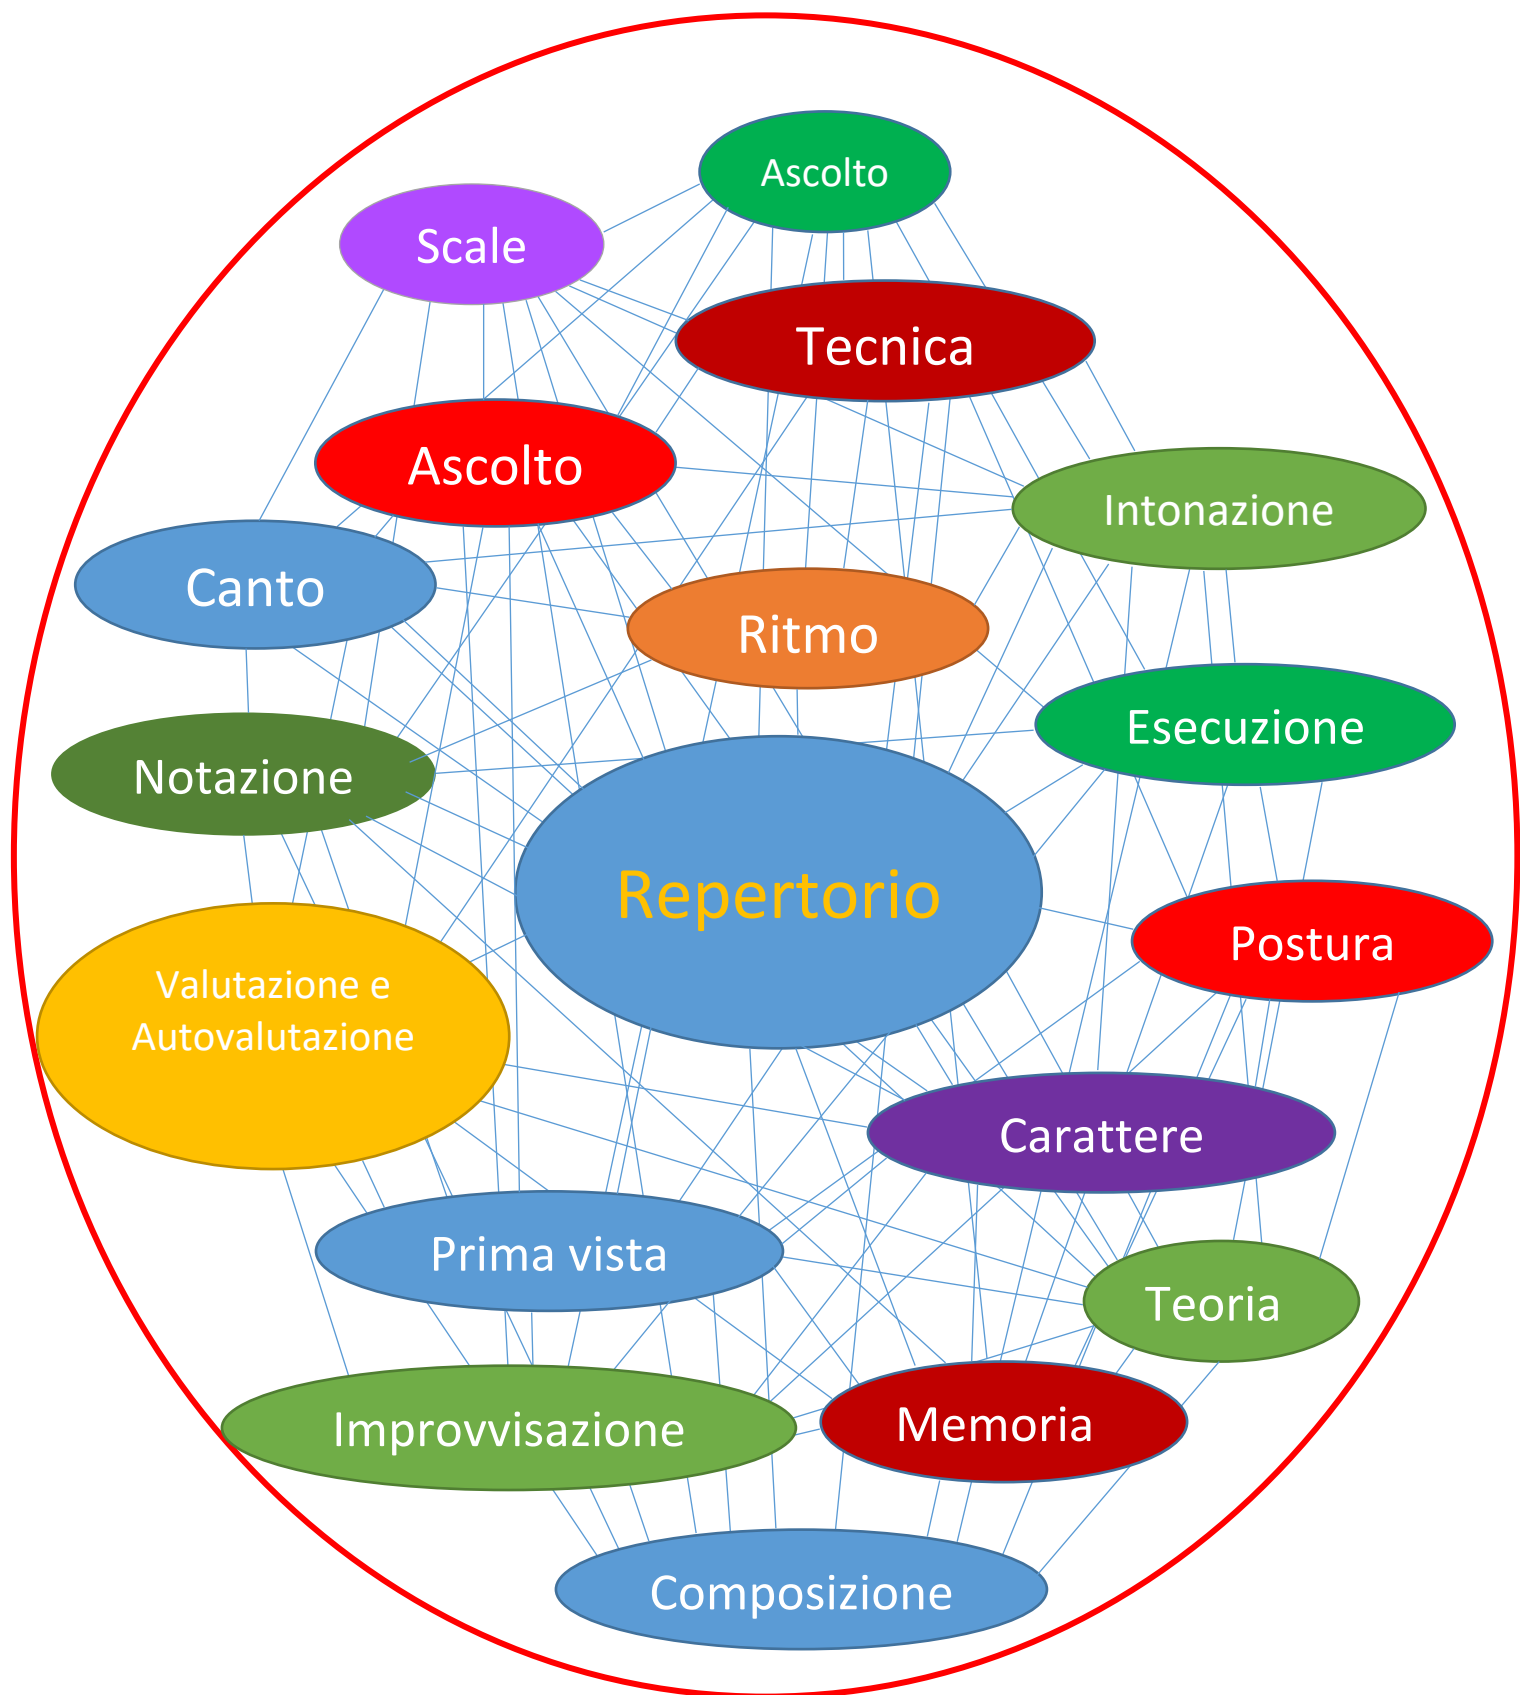 Ascolto
Scale
Tecnica
Ascolto
Intonazione
Canto
Ritmo
Esecuzione
Notazione
Repertorio
Postura
Valutazione e
Autovalutazione
Carattere
Prima vista
Teoria
Improvvisazione
Memoria
Composizione